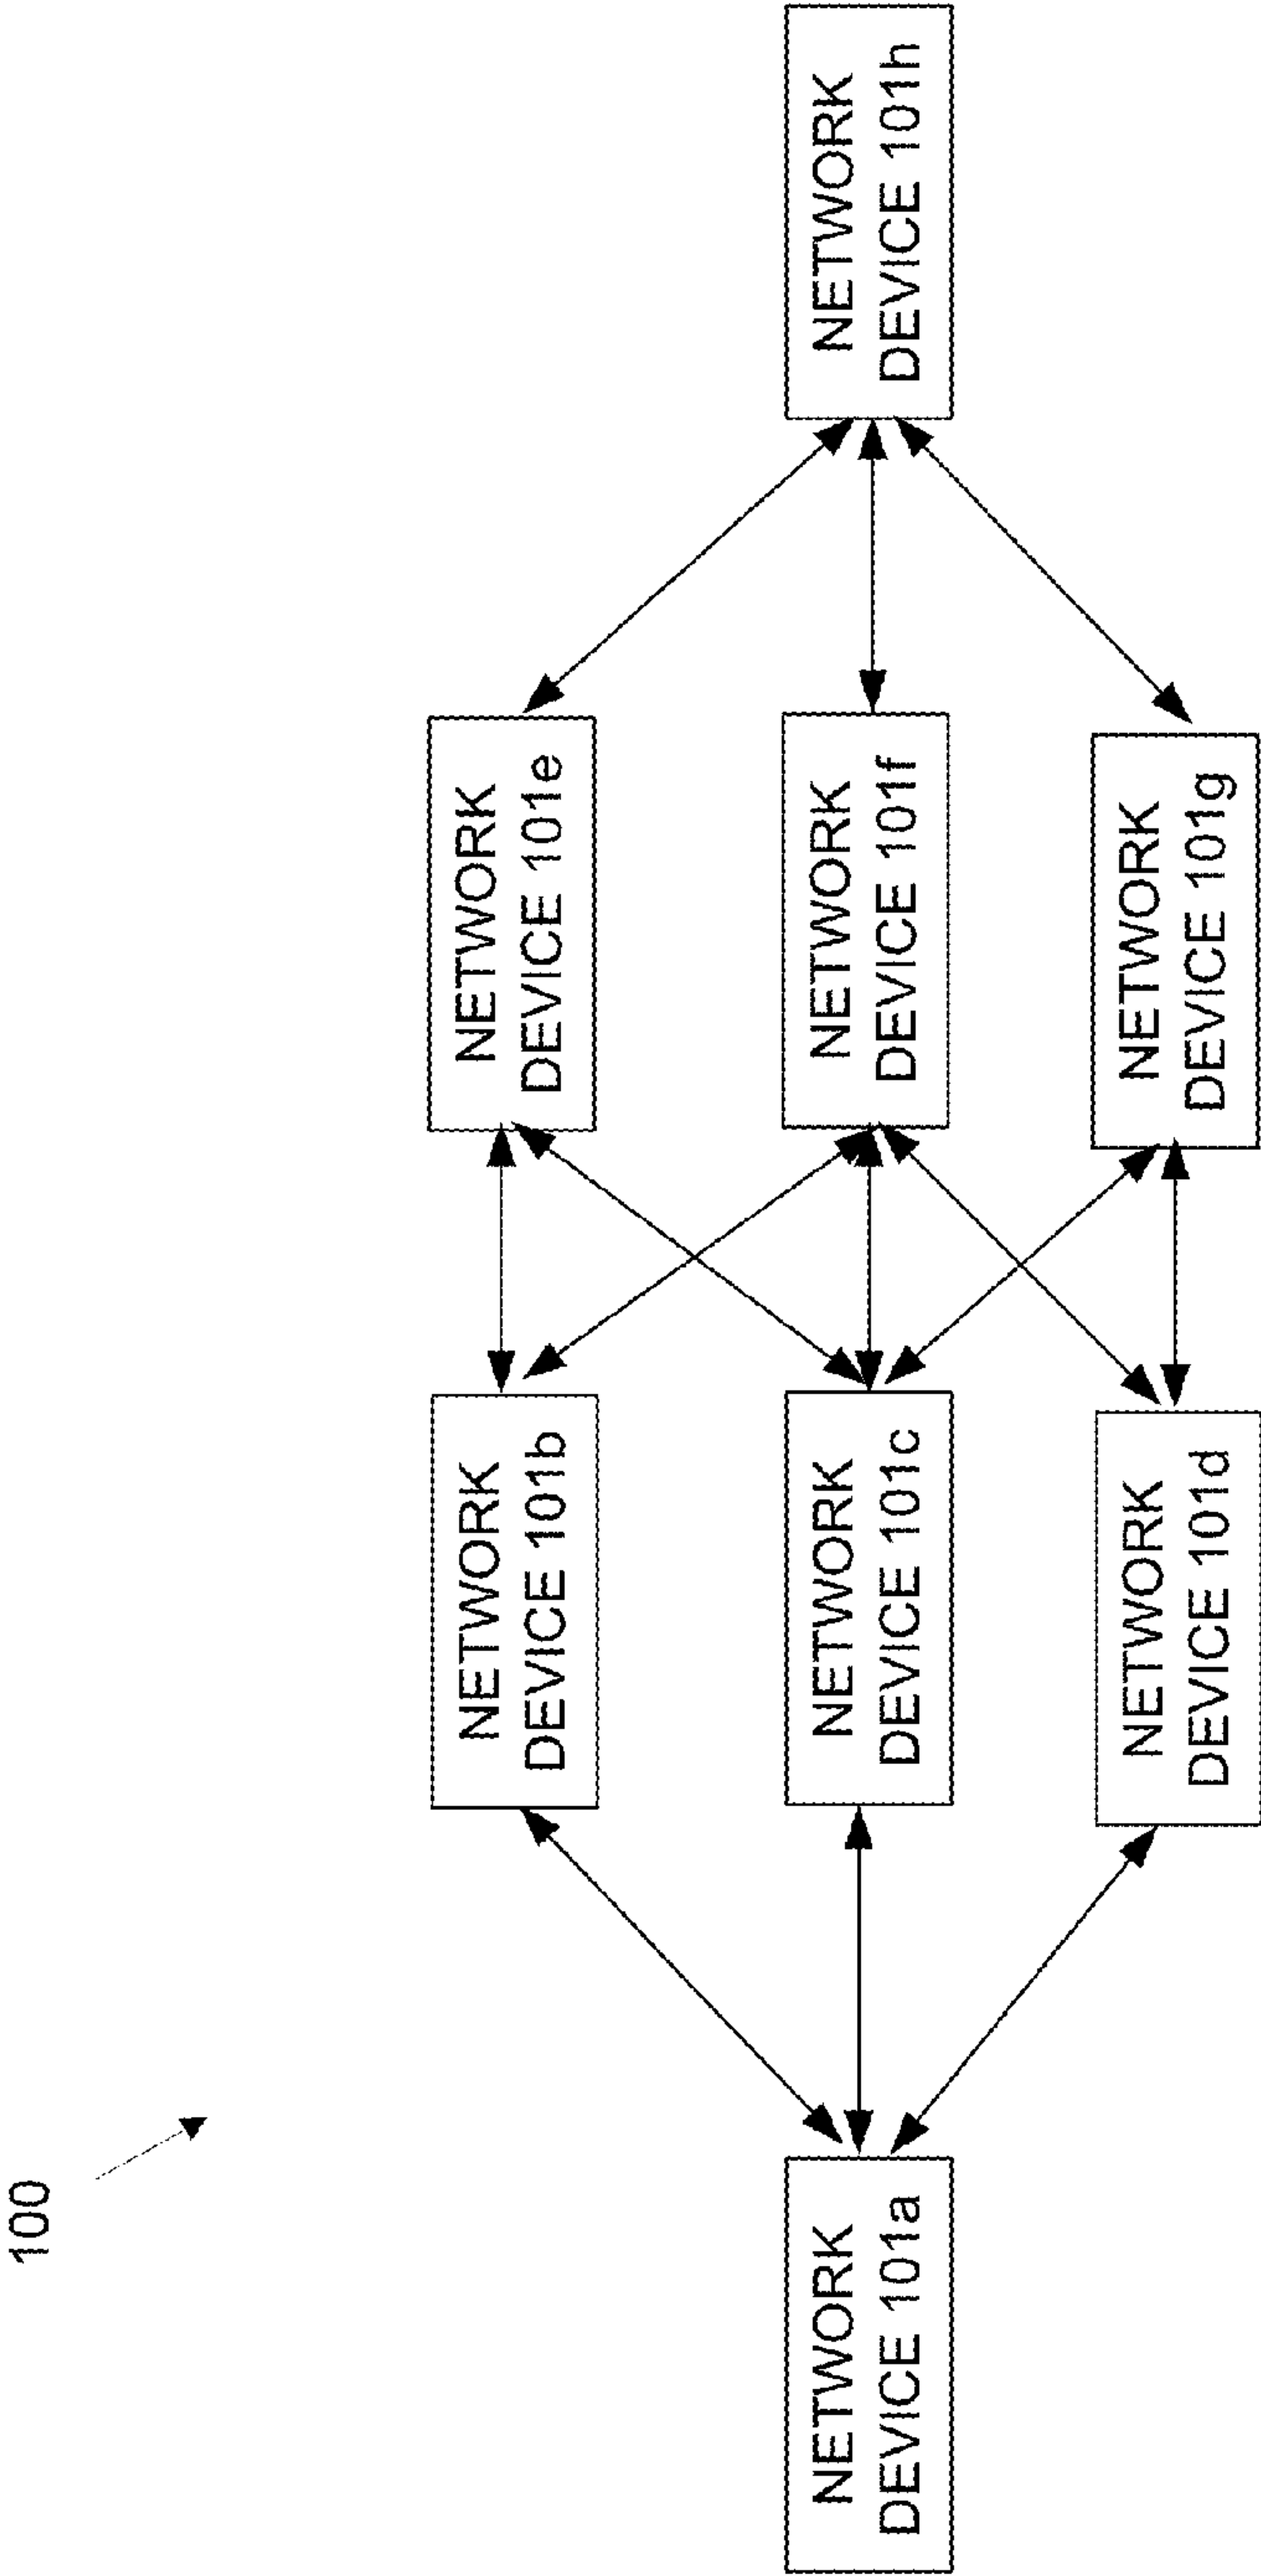 100
NETWORK
DEVICE 101a
NETWORK
DEVICE 101b
NETWORK
DEVICE 101c
NETWORK
DEVICE 101d
NETWORK
DEVICE 101e
NETWORK
DEVICE 101f
NETWORK
DEVICE 101g
NETWORK
DEVICE 101h